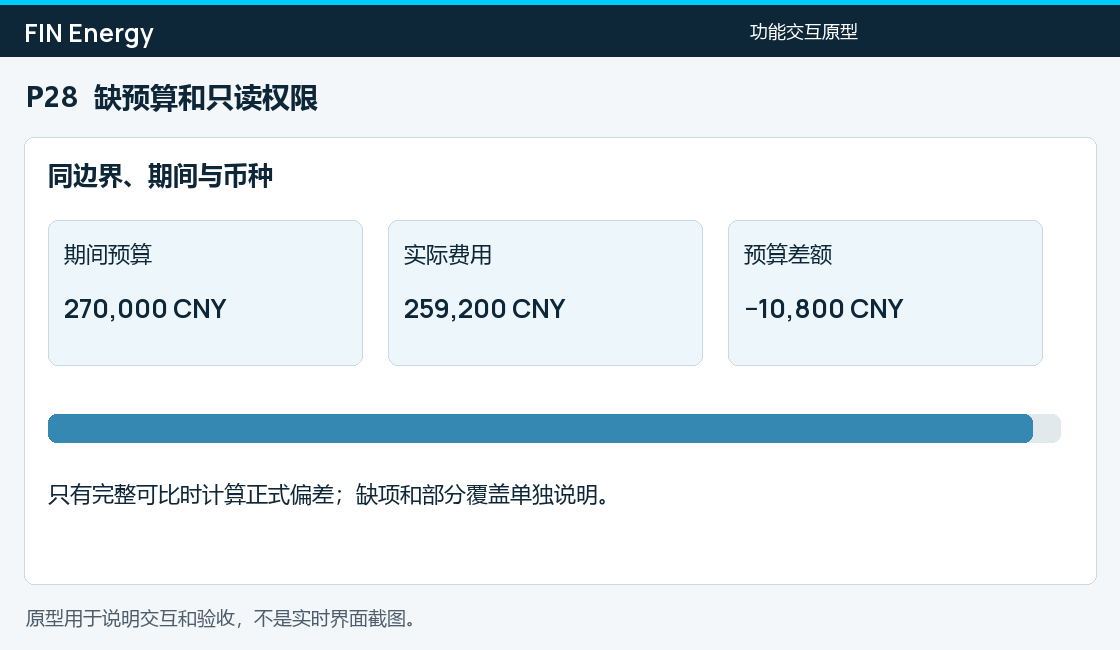 FIN Energy
功能交互原型
P28 缺预算和只读权限
同边界、期间与币种
期间预算
270,000 CNY
实际费用
259,200 CNY
预算差额
−10,800 CNY
只有完整可比时计算正式偏差；缺项和部分覆盖单独说明。
原型用于说明交互和验收，不是实时界面截图。